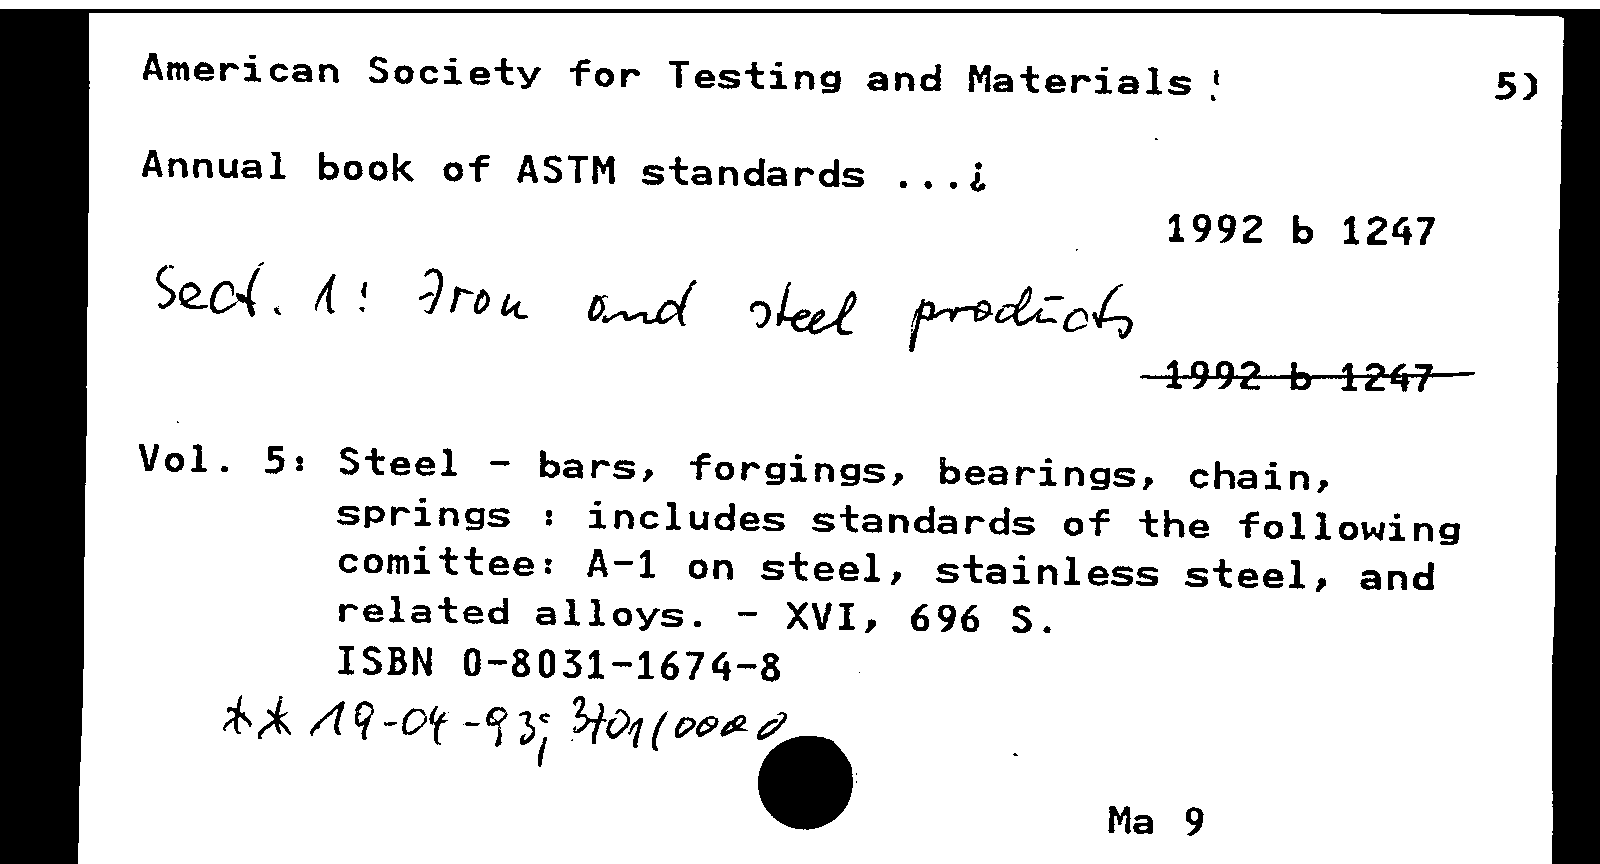 American Society for Testing and Materials! 5)
Annual book of ASTM standards ...¿
1992 b 1247
Sect. 1: Iron and steel products
1992 b 1247
Vol. 5: Steel - bars, forgings, bearings, chain,
springs : includes standards of the following
comittee: A-1 on steel, stainless steel, and
related alloys. - XVI, 696 S.
ISBN 0-8031-1674-8
** 19-04-93;
Ma 9